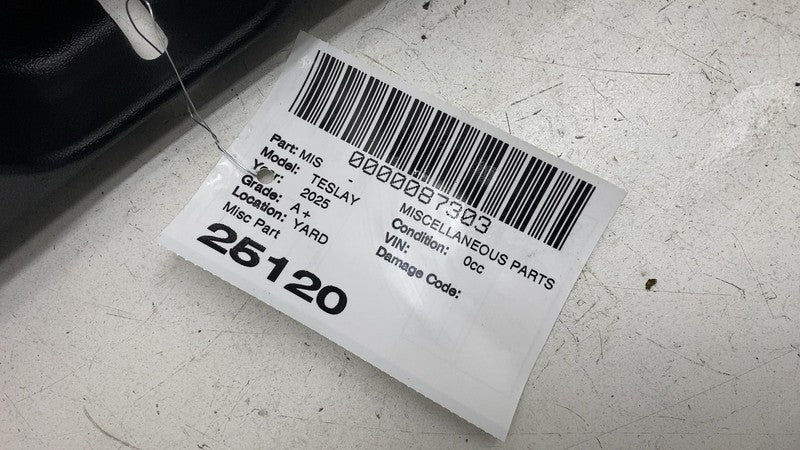 0000087303
Part: MIS - MISCELLANEOUS PARTS
Model: TESLAY Condition: 0cc
Year: 2025 VIN:
Grade: A+ Damage Code:
Location: YARD
Misc Part
25120